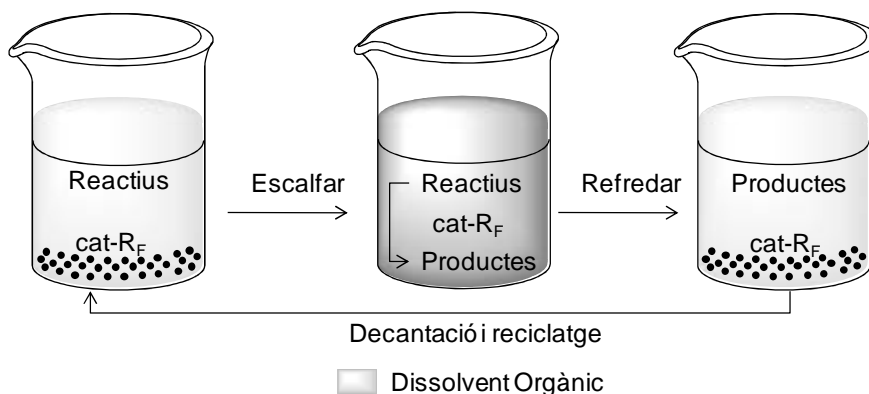 Reactius
cat-R_F
Escalfar
Reactius
cat-R_F
Productes
Refredar
Productes
cat-R_F
Decantació i reciclatge
Dissolvent Orgànic